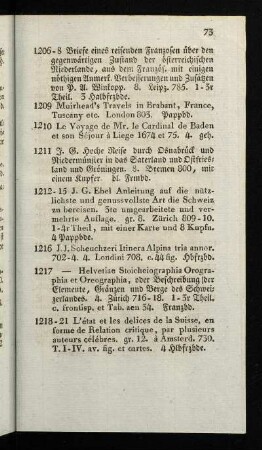 73
1206-8 Briefe eines reisenden Franzosen über den
gegenwärtigen Zustand der österreichischen
Niederlande, aus dem Französ. mit einigen
nöthigen Anmerk. Verbesserungen und Zusätzen
von P. A. Winkopp. 8. Leipz. 785. 1-3r
Theil. 3 Halbfrzbde.
1209 Muirhead's Travels in Brabant, France,
Tuscany etc. London 803. Pappbd.
1210 Le Voyage de Mr. le Cardinal de Baden
et son Séjour à Liege 1674 et 75. 4. geh.
1211 J. G. Hoche Reise durch Osnabrück und
Niedermünster in das Saterland und Ostfries-
land und Gröningen. 8. Bremen 800, mit
einem Kupfer. bl. Fembd.
1212-15 J. G. Ebel Anleitung auf die nütz-
lichste und genussvollste Art die Schweiz
zu bereisen. 3te umgearbeitete und ver-
mehrte Auflage. gr. 8. Zürich 809-10.
1-4r Theil, mit einer Karte und 8 Kupfn.
4 Pappbde.
1216 J.J. Scheuchzeri Itinera Alpina tria annor.
702-4. 4. Londini 708. c. 44 fig. Hbfrzbd.
1217 — Helvetiae Stoicheiographia Orogra-
phia et Oreographia, oder Beschreibung der
Elemente, Gränzen und Berge des Schweiz
zerlandes. 4. Zürich 716-18. 1-3r Theil.
c. frontisp. et Tab. aen 34. Franzbd.
1218-21 L'état et les delices de la Suisse, en
forme de Relation critique, par plusieurs
auteurs célébres. gr. 12. à Amsterd. 730.
T. I-IV. av. fig. et cartes. 4 Hlbfrzbde.